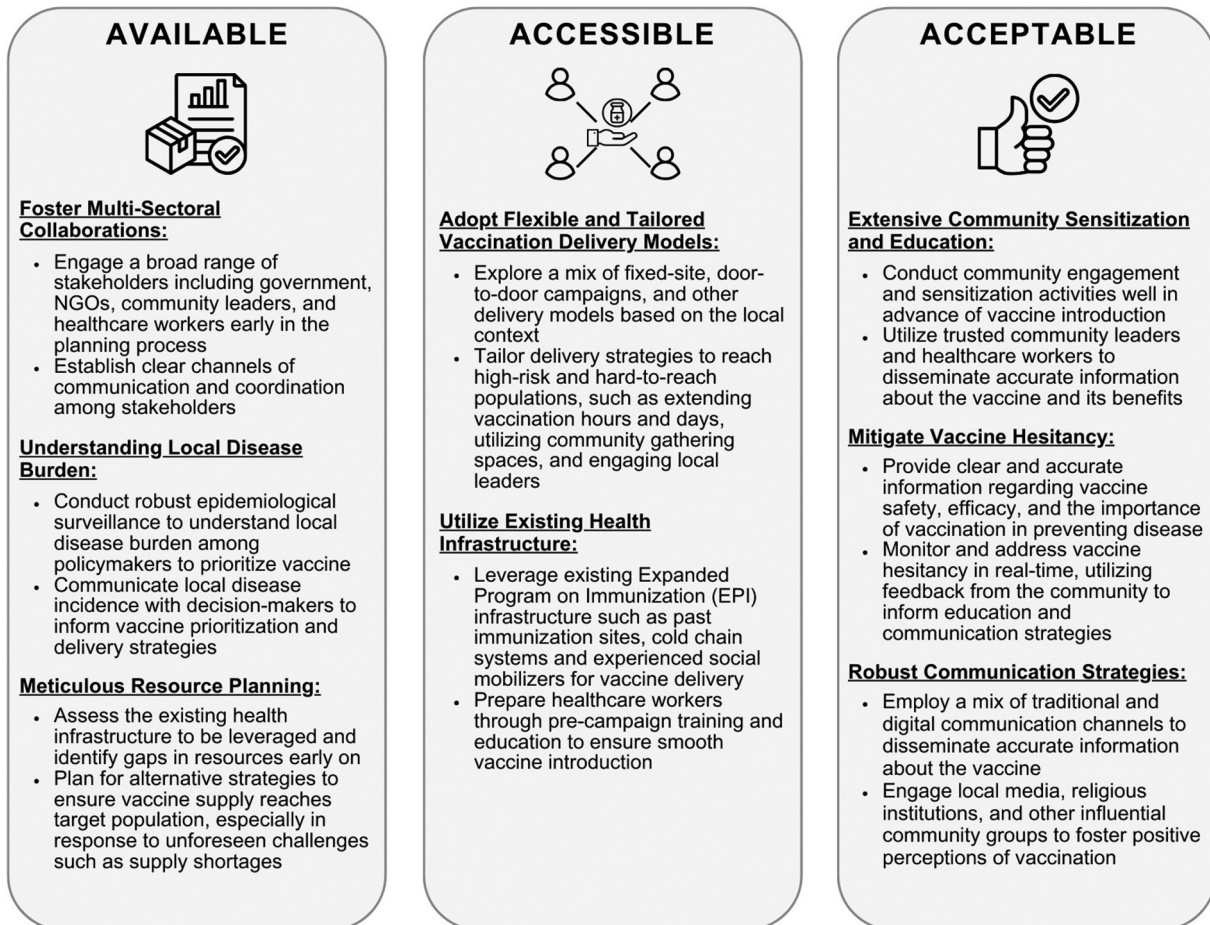 AVAILABLE
Foster Multi-Sectoral
Collaborations:
• Engage a broad range of
stakeholders including government,
NGOs, community leaders, and
healthcare workers early in the
planning process
• Establish clear channels of
communication and coordination
among stakeholders
Understanding Local Disease
Burden:
• Conduct robust epidemiological
surveillance to understand local
disease burden among
policymakers to prioritize vaccine
• Communicate local disease
incidence with decision-makers to
inform vaccine prioritization and
delivery strategies
Meticulous Resource Planning:
• Assess the existing health
infrastructure to be leveraged and
identify gaps in resources early on
• Plan for alternative strategies to
ensure vaccine supply reaches
target population, especially in
response to unforeseen challenges
such as supply shortages
ACCESSIBLE
Adopt Flexible and Tailored
Vaccination Delivery Models:
• Explore a mix of fixed-site, door-
to-door campaigns, and other
delivery models based on the local
context
• Tailor delivery strategies to reach
high-risk and hard-to-reach
populations, such as extending
vaccination hours and days,
utilizing community gathering
spaces, and engaging local
leaders
Utilize Existing Health
Infrastructure:
• Leverage existing Expanded
Program on Immunization (EPI)
infrastructure such as past
immunization sites, cold chain
systems and experienced social
mobilizers for vaccine delivery
• Prepare healthcare workers
through pre-campaign training and
education to ensure smooth
vaccine introduction
ACCEPTABLE
Extensive Community Sensitization
and Education:
• Conduct community engagement
and sensitization activities well in
advance of vaccine introduction
• Utilize trusted community leaders
and healthcare workers to
disseminate accurate information
about the vaccine and its benefits
Mitigate Vaccine Hesitancy:
• Provide clear and accurate
information regarding vaccine
safety, efficacy, and the importance
of vaccination in preventing disease
• Monitor and address vaccine
hesitancy in real-time, utilizing
feedback from the community to
inform education and
communication strategies
Robust Communication Strategies:
• Employ a mix of traditional and
digital communication channels to
disseminate accurate information
about the vaccine
• Engage local media, religious
institutions, and other influential
community groups to foster positive
perceptions of vaccination